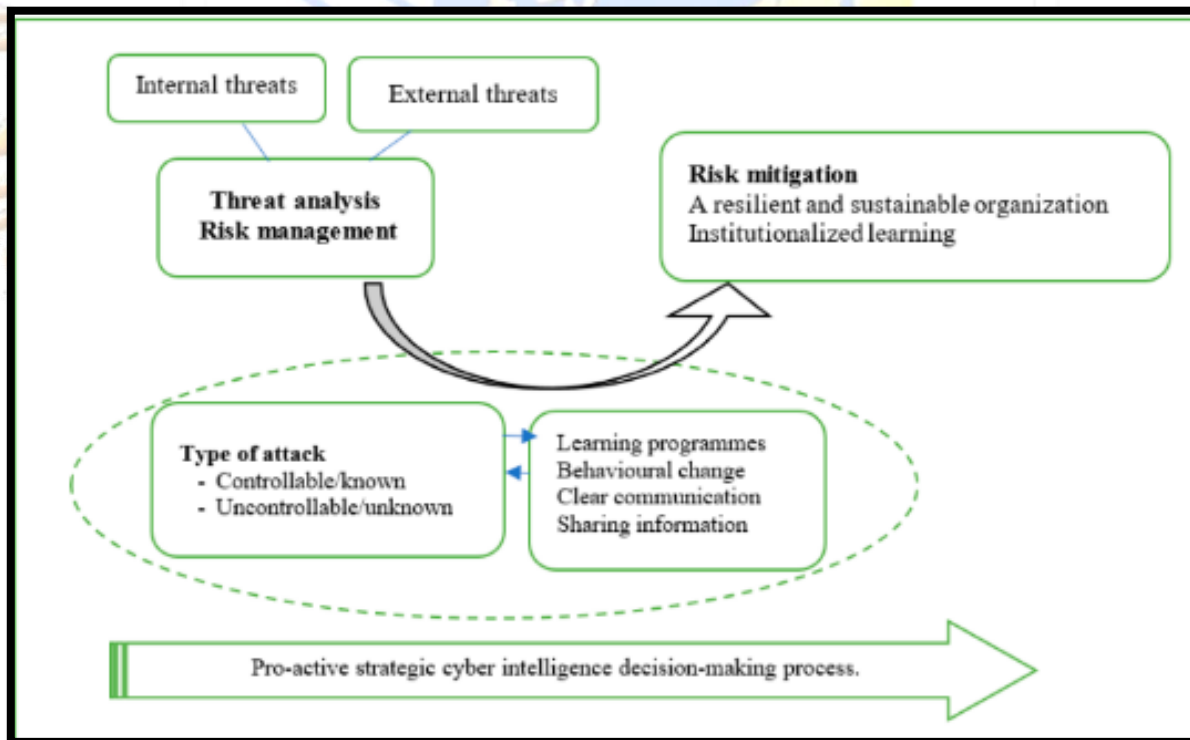 Internal threats
External threats
Threat analysis
Risk management
Risk mitigation
A resilient and sustainable organization
Institutionalized learning
Type of attack
- Controllable/known
- Uncontrollable/unknown
Learning programmes
Behavioural change
Clear communication
Sharing information
Pro-active strategic cyber intelligence decision-making process.